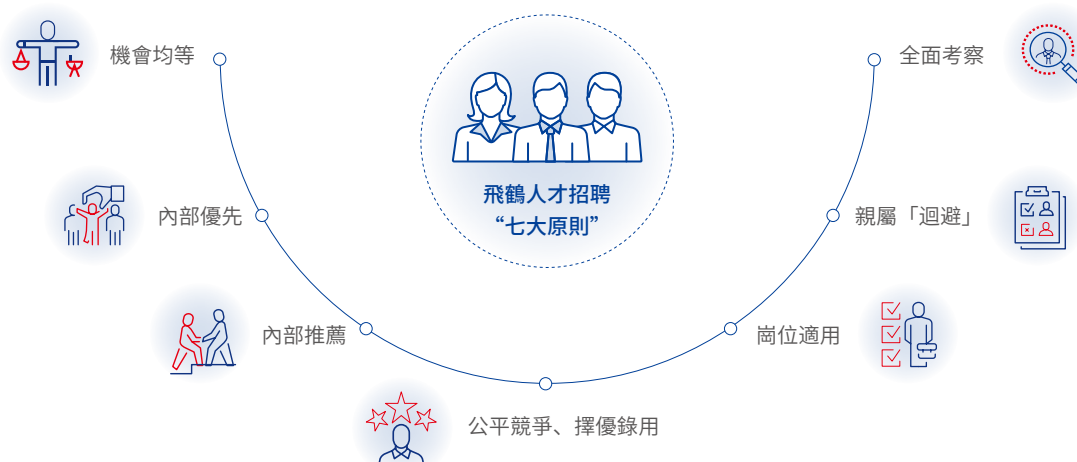 飛鶴人才招聘
“七大原則”
機會均等
內部優先
內部推薦
公平競爭、擇優錄用
崗位適用
親屬「迴避」
全面考察